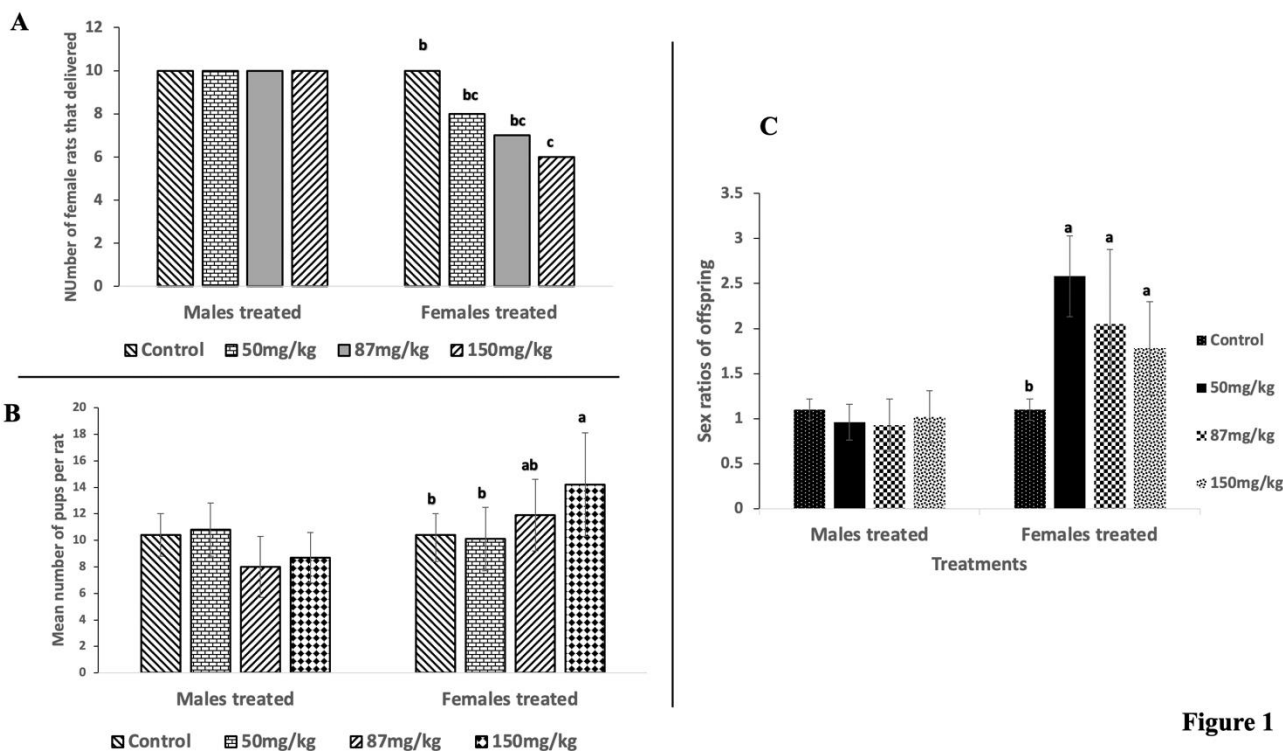 A
NUmber of female rats that delivered
12
10
8
6
4
2
0
b
bc
bc
c
Males treated
Females treated
Control
50mg/kg
87mg/kg
150mg/kg
B
Mean number of pups per rat
20
18
16
14
12
10
8
6
4
2
0
b
b
ab
a
Males treated
Females treated
Control
50mg/kg
87mg/kg
150mg/kg
C
Sex ratios of offspring
3.5
3
2.5
2
1.5
1
0.5
0
b
a
a
a
Males treated
Females treated
Treatments
Control
50mg/kg
87mg/kg
150mg/kg
Figure 1